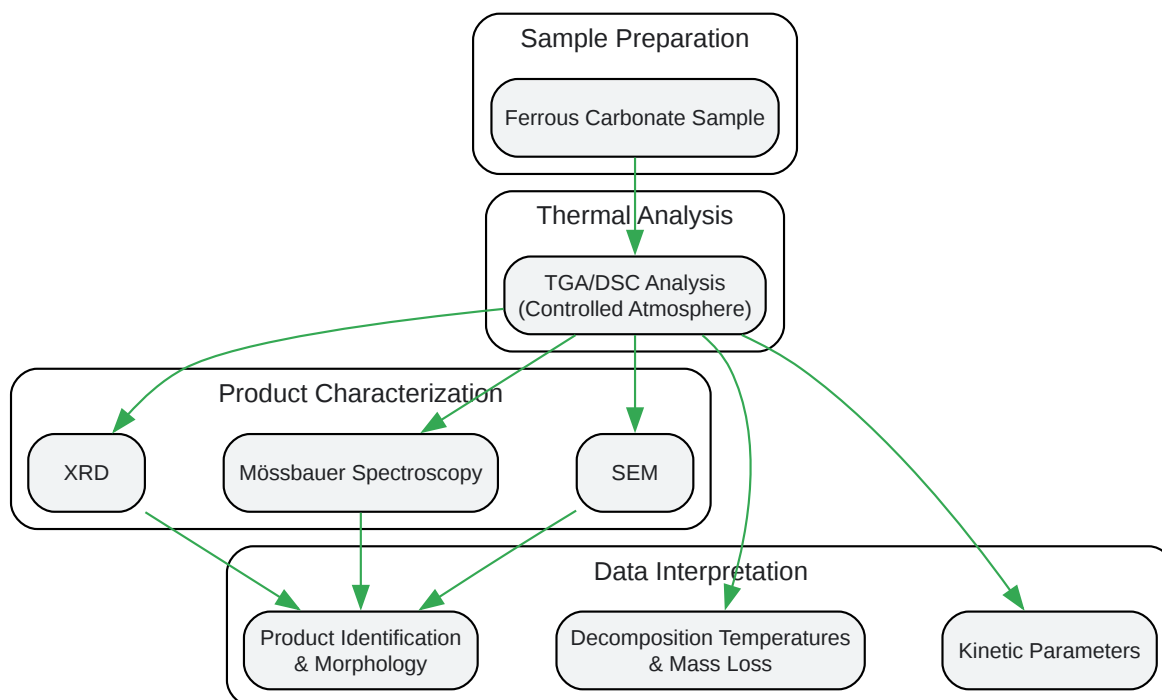 Sample Preparation
Ferrous Carbonate Sample
Thermal Analysis
TGA/DSC Analysis
(Controlled Atmosphere)
Product Characterization
XRD
Mössbauer Spectroscopy
SEM
Data Interpretation
Product Identification
& Morphology
Decomposition Temperatures
& Mass Loss
Kinetic Parameters